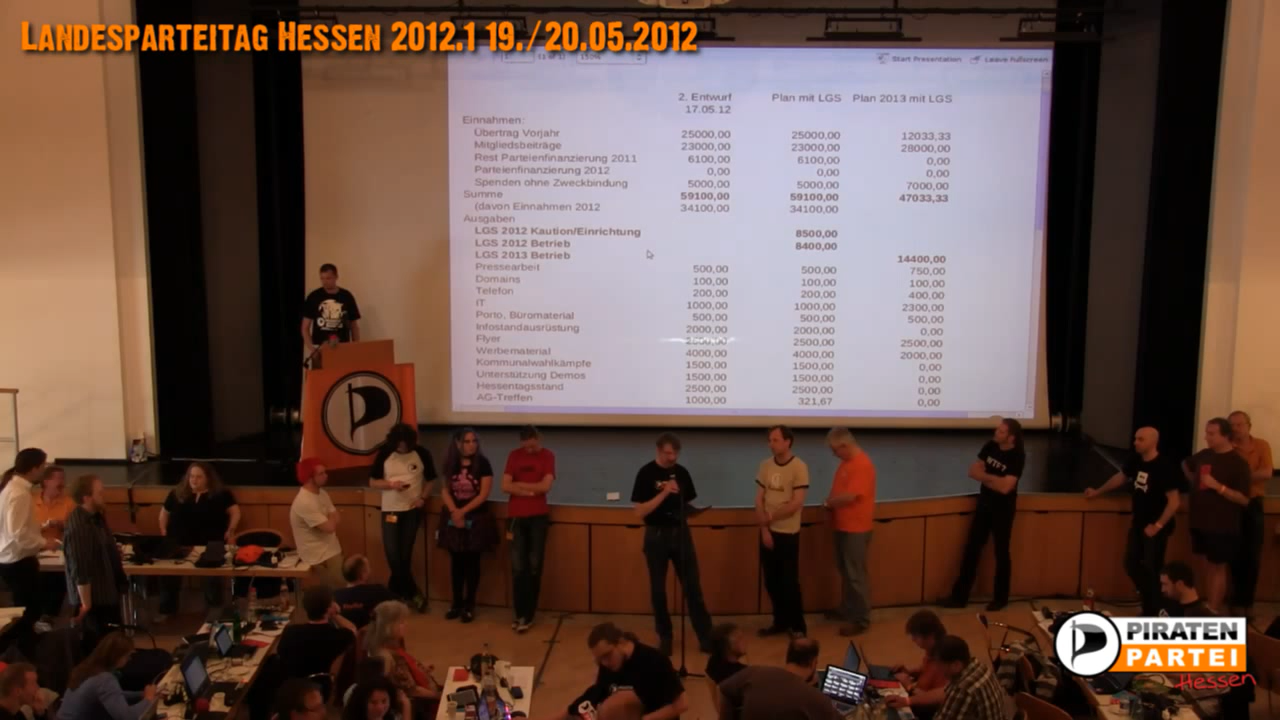 LANDESPARTEITAG HESSEN 2012.1 19./20.05.2012
Start Presentation Leave Fullscreen
2. Entwurf Plan mit LGS Plan 2013 mit LGS
17.05.12
Einnahmen:
Übertrag Vorjahr 25000,00 25000,00 12033,33
Mitgliedsbeiträge 23000,00 23000,00 28000,00
Rest Parteienfinanzierung 2011 6100,00 6100,00 0,00
Parteienfinanzierung 2012 0,00 0,00 0,00
Spenden ohne Zweckbindung 5000,00 5000,00 7000,00
Summe 59100,00 59100,00 47033,33
(davon Einnahmen 2012 34100,00 34100,00
Ausgaben
LGS 2012 Kaution/Einrichtung 8500,00
LGS 2012 Betrieb 8400,00
LGS 2013 Betrieb 14400,00
Pressearbeit 500,00 500,00 750,00
Domains 100,00 100,00 100,00
Telefon 200,00 200,00 400,00
IT 1000,00 1000,00 2300,00
Porto, Büromaterial 500,00 500,00 500,00
Infostandausrüstung 2000,00 2000,00 0,00
Flyer 2500,00 2500,00
Werbematerial 4000,00 4000,00 2000,00
Kommunalwahlkämpfe 1500,00 1500,00 0,00
Unterstützung Demos 1500,00 1500,00 0,00
Hessentagsstand 2500,00 2500,00 0,00
AG-Treffen 1000,00 321,67 0,00
PIRATEN
PARTEI
Hessen